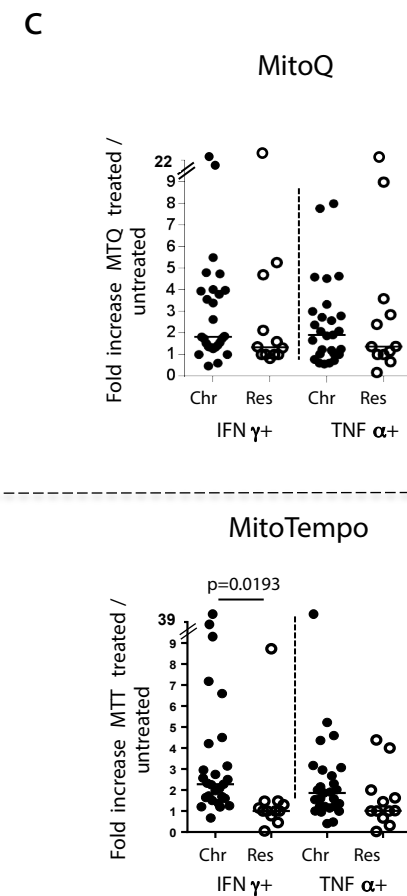 C
MitoQ
Fold increase MTQ treated /
untreated
22
9
8
7
6
5
4
3
2
1
0
Chr Res Chr Res
IFN γ+ TNF α+
MitoTempo
p=0.0193
Fold increase MTT treated /
untreated
39
9
8
7
6
5
4
3
2
1
0
Chr Res Chr Res
IFN γ+ TNF α+